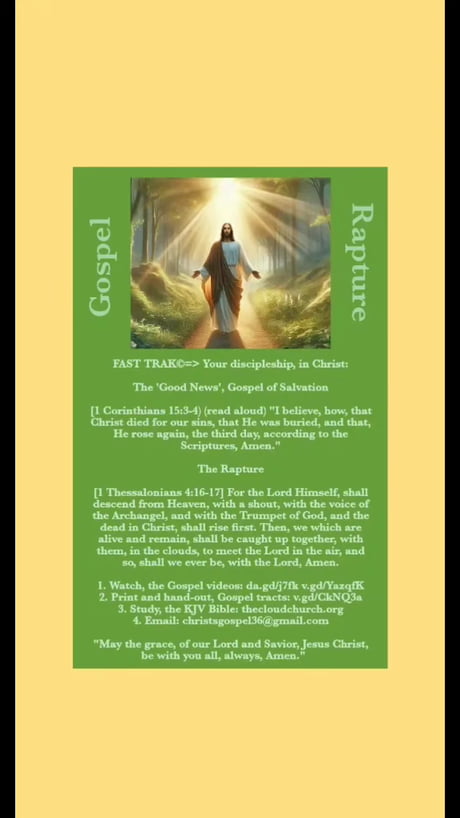 Gospel
Rapture
FAST TRAK©=> Your discipleship, in Christ:
The 'Good News', Gospel of Salvation
[1 Corinthians 15:3-4) (read aloud) "I believe, how, that
Christ died for our sins, that He was buried, and that,
He rose again, the third day, according to the
Scriptures, Amen."
The Rapture
[1 Thessalonians 4:16-17] For the Lord Himself, shall
descend from Heaven, with a shout, with the voice of
the Archangel, and with the Trumpet of God, and the
dead in Christ, shall rise first. Then, we which are
alive and remain, shall be caught up together, with
them, in the clouds, to meet the Lord in the air, and
so, shall we ever be, with the Lord, Amen.
1. Watch, the Gospel videos: da.gd/j7fk v.gd/YazqfK
2. Print and hand-out, Gospel tracts: v.gd/CkNQ3a
3. Study, the KJV Bible: thecloudchurch.org
4. Email: christsgospel36@gmail.com
"May the grace, of our Lord and Savior, Jesus Christ,
be with you all, always, Amen."